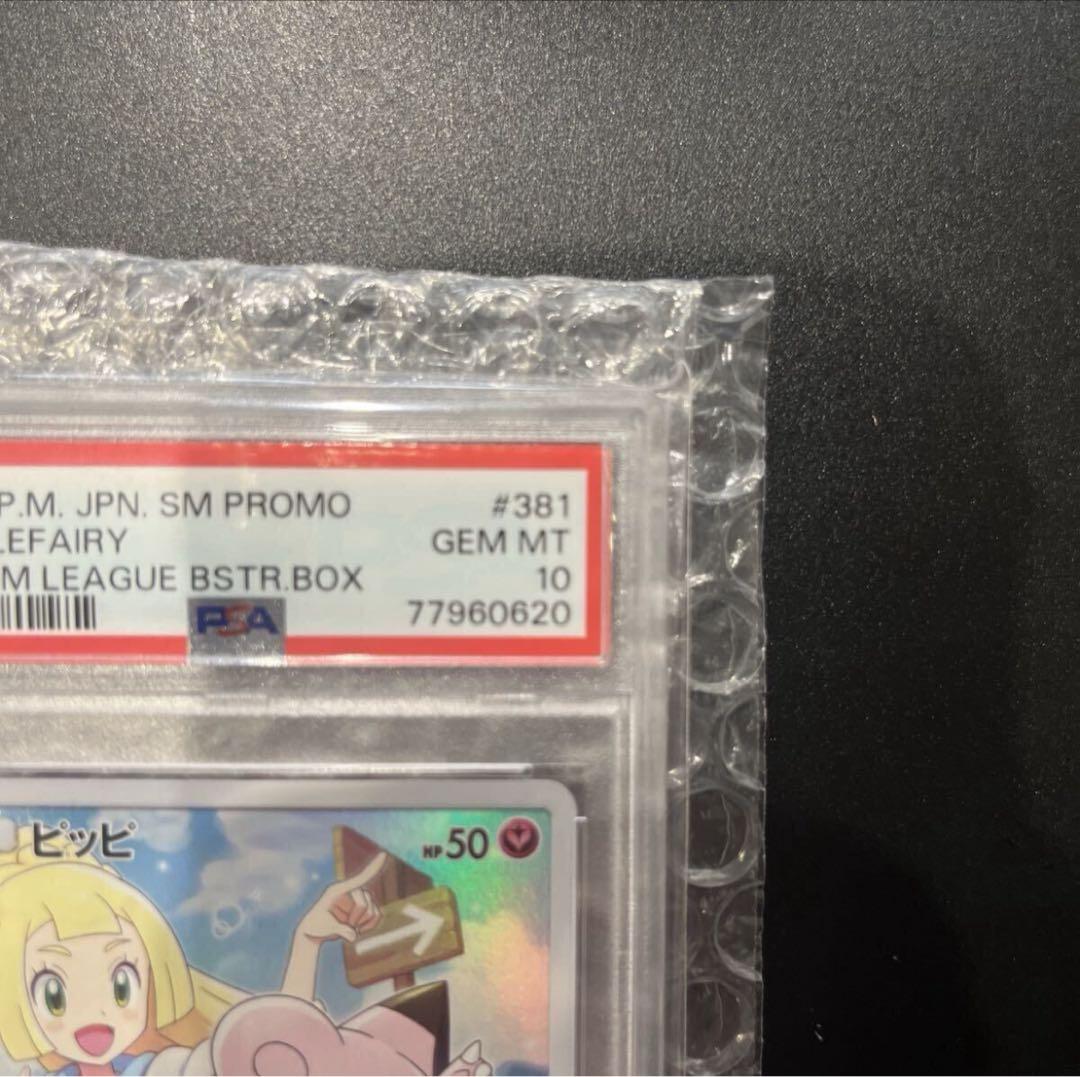 P.M. JPN. SM PROMO #381
LEFAIRY GEM MT
M LEAGUE BSTR.BOX 10
PSA 77960620
ピッピ HP50